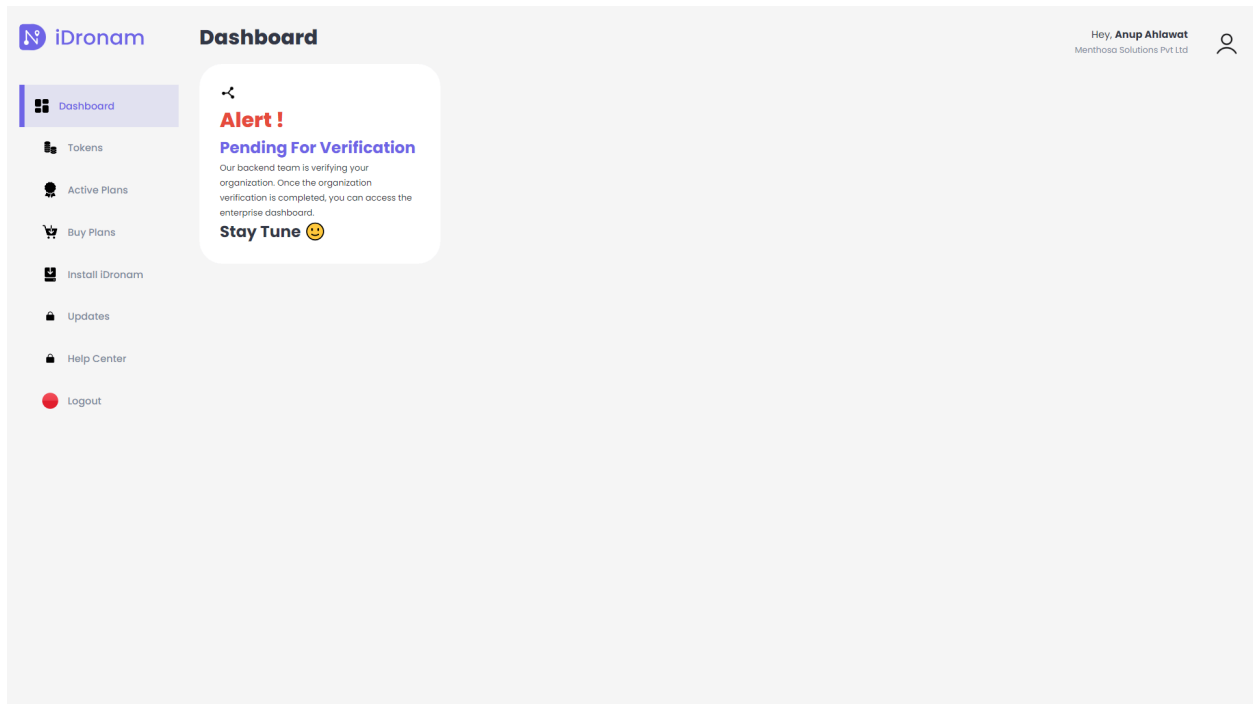 iDronam
Dashboard
Hey, Anup Ahlawat
Menthosa Solutions Pvt Ltd
Dashboard
Tokens
Active Plans
Buy Plans
Install iDronam
Updates
Help Center
Logout
Alert !
Pending For Verification
Our backend team is verifying your
organization. Once the organization
verification is completed, you can access the
enterprise dashboard.
Stay Tune 🙂